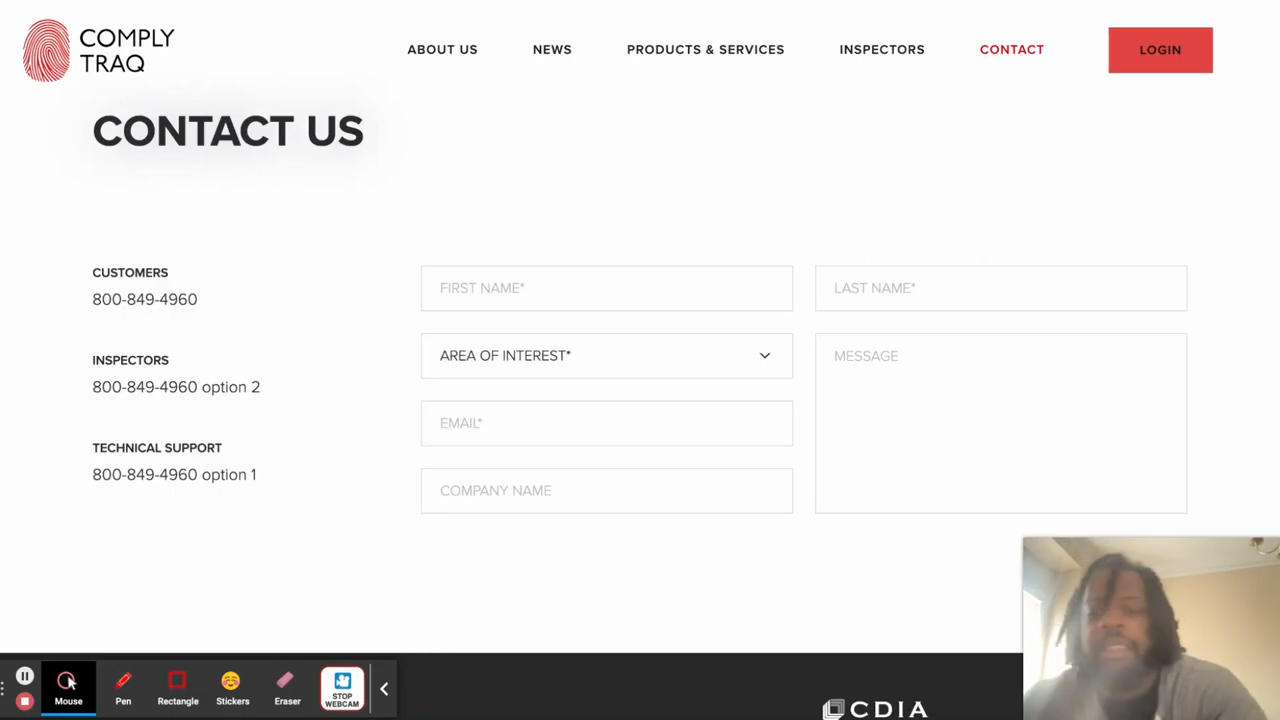 COMPLY
TRAQ
ABOUT US
NEWS
PRODUCTS & SERVICES
INSPECTORS
CONTACT
LOGIN
CONTACT US
CUSTOMERS
800-849-4960
INSPECTORS
800-849-4960 option 2
TECHNICAL SUPPORT
800-849-4960 option 1
FIRST NAME*
LAST NAME*
AREA OF INTEREST*
MESSAGE
EMAIL*
COMPANY NAME
Mouse
Pen
Rectangle
Stickers
Eraser
STOP
WEBCAM
CDIA